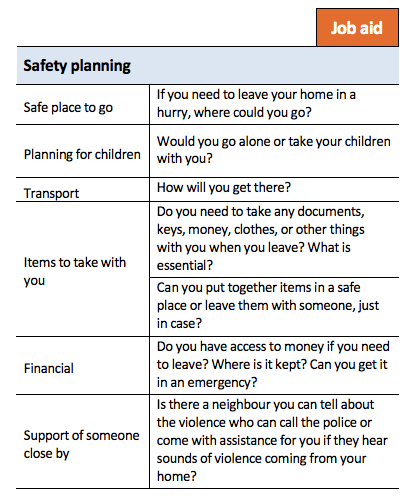 Job aid
Safety planning
Safe place to go
If you need to leave your home in a
hurry, where could you go?
Planning for children
Would you go alone or take your children
with you?
Transport
How will you get there?
Items to take with
you
Do you need to take any documents,
keys, money, clothes, or other things
with you when you leave? What is
essential?
Can you put together items in a safe
place or leave them with someone, just
in case?
Financial
Do you have access to money if you need
to leave? Where is it kept? Can you get it
in an emergency?
Support of someone
close by
Is there a neighbour you can tell about
the violence who can call the police or
come with assistance for you if they hear
sounds of violence coming from your
home?